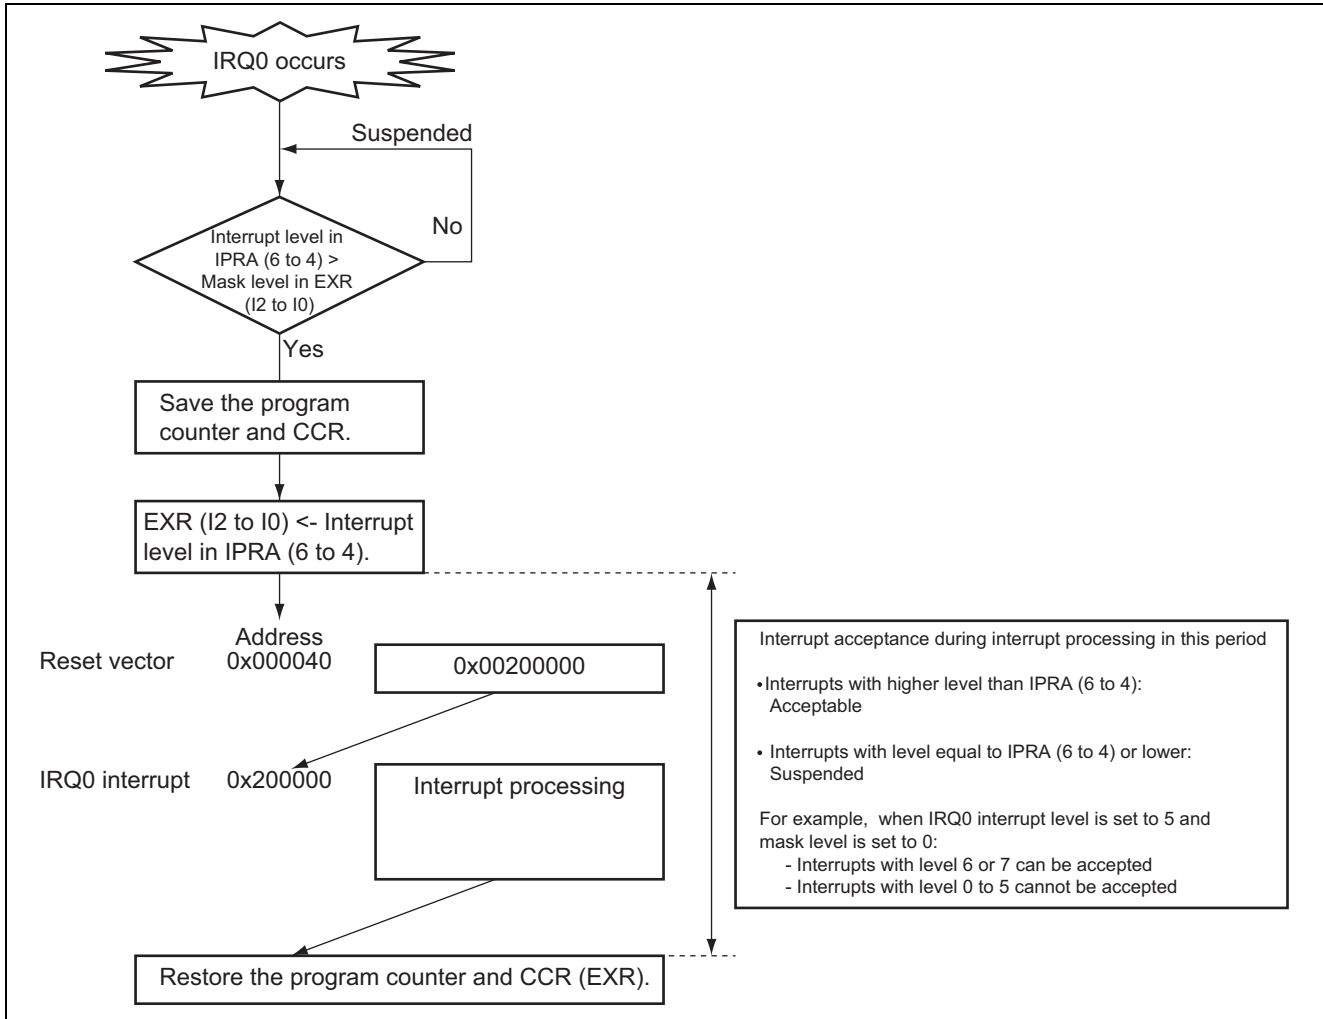 IRQ0 occurs
Suspended
No
Interrupt level in
IPRA (6 to 4) >
Mask level in EXR
(I2 to I0)
Yes
Save the program
counter and CCR.
EXR (I2 to I0) <- Interrupt
level in IPRA (6 to 4).
Address
Reset vector 0x000040 0x00200000
IRQ0 interrupt 0x200000 Interrupt processing
Restore the program counter and CCR (EXR).
Interrupt acceptance during interrupt processing in this period
•Interrupts with higher level than IPRA (6 to 4):
Acceptable
• Interrupts with level equal to IPRA (6 to 4) or lower:
Suspended
For example, when IRQ0 interrupt level is set to 5 and
mask level is set to 0:
- Interrupts with level 6 or 7 can be accepted
- Interrupts with level 0 to 5 cannot be accepted